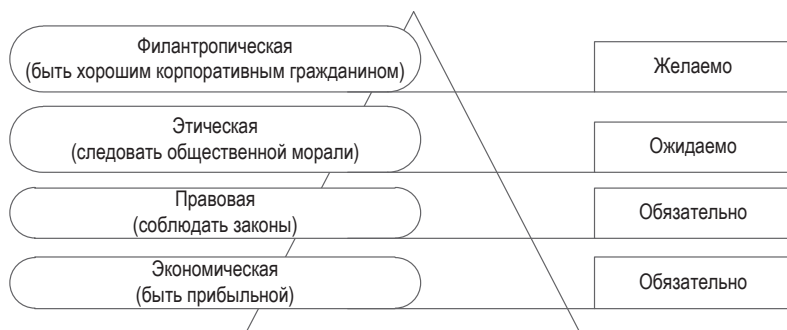 Филантропическая
(быть хорошим корпоративным гражданином)
Желаемо
Этическая
(следовать общественной морали)
Ожидаемо
Правовая
(соблюдать законы)
Обязательно
Экономическая
(быть прибыльной)
Обязательно